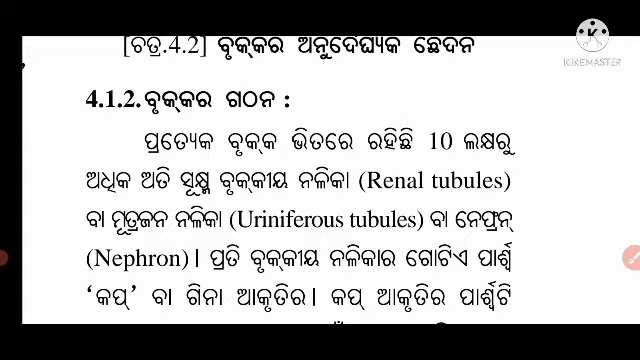 [ଚିତ୍ର.4.2] ବୃକ୍‌କର ଅନୁଦୈର୍ଘ୍ୟିକ ଛେଦନ
KINEMASTER
4.1.2. ବୃକ୍‌କର ଗଠନ :
ପ୍ରତ୍ୟେକ ବୃକ୍‌କ ଭିତରେ ରହିଛି 10 ଲକ୍ଷରୁ
ଅଧିକ ଅତି ସୂକ୍ଷ୍ମ ବୃକ୍‌କୀୟ ନଳିକା (Renal tubules)
ବା ମୂତ୍ରଜନ ନଳିକା (Uriniferous tubules) ବା ନେଫ୍ରନ୍
(Nephron)। ପ୍ରତି ବୃକ୍‌କୀୟ ନଳିକାର ଗୋଟିଏ ପାର୍ଶ୍ୱ
‘କପ୍’ ବା ଗିନା ଆକୃତିର। କପ୍ ଆକୃତିର ପାର୍ଶ୍ୱଟି